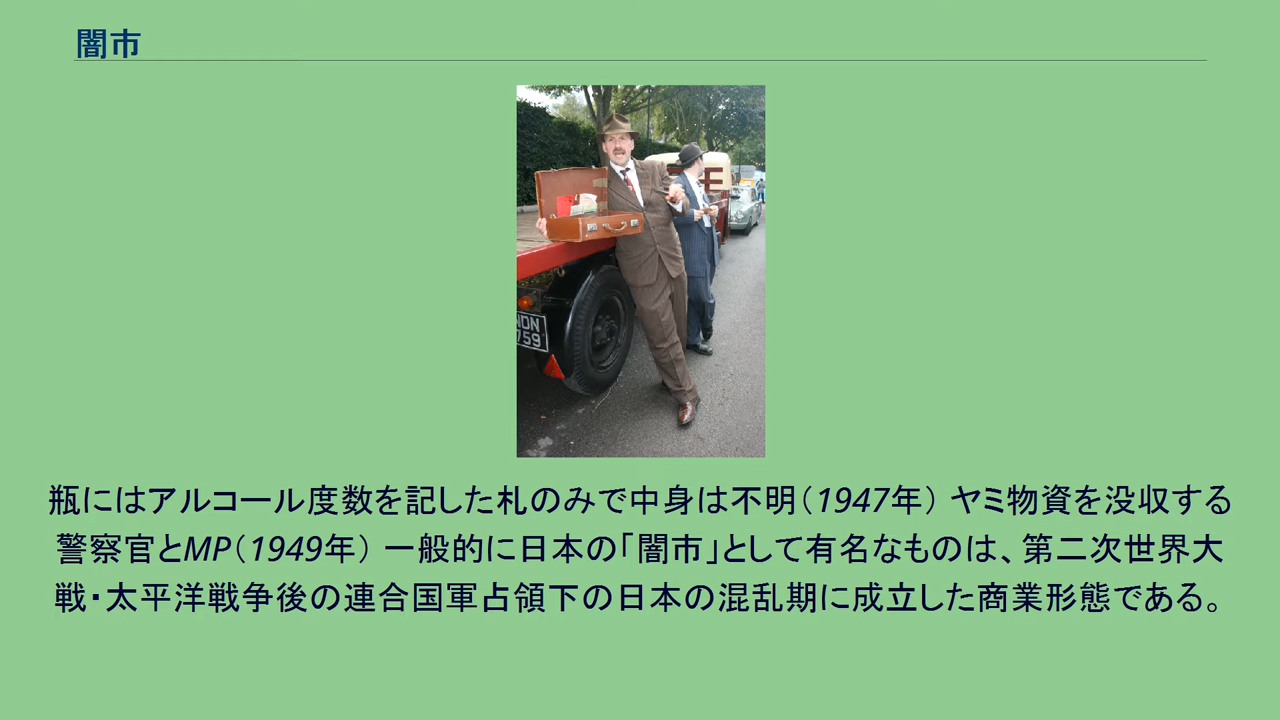 闇市
NDN
759
瓶にはアルコール度数を記した札のみで中身は不明（1947年） ヤミ物資を没収する
警察官とMP（1949年） 一般的に日本の「闇市」として有名なものは、第二次世界大
戦・太平洋戦争後の連合国軍占領下の日本の混乱期に成立した商業形態である。